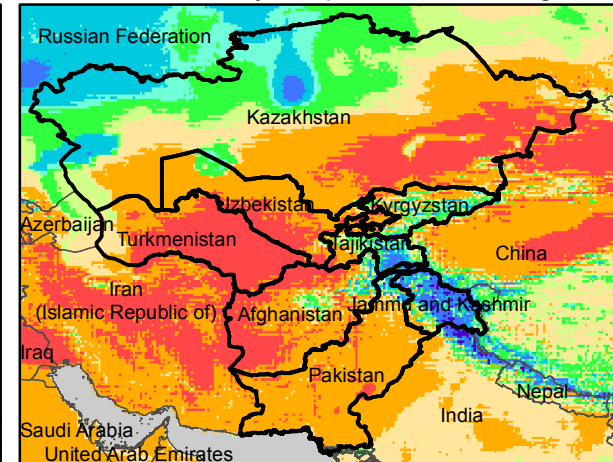 Russian Federation
Kazakhstan
Uzbekistan
Kyrgyzstan
Azerbaijan
Turkmenistan
Tajikistan
China
Iran
(Islamic Republic of)
Afghanistan
Jammu and Kashmir
Iraq
Pakistan
Nepal
India
Saudi Arabia
United Arab Emirates